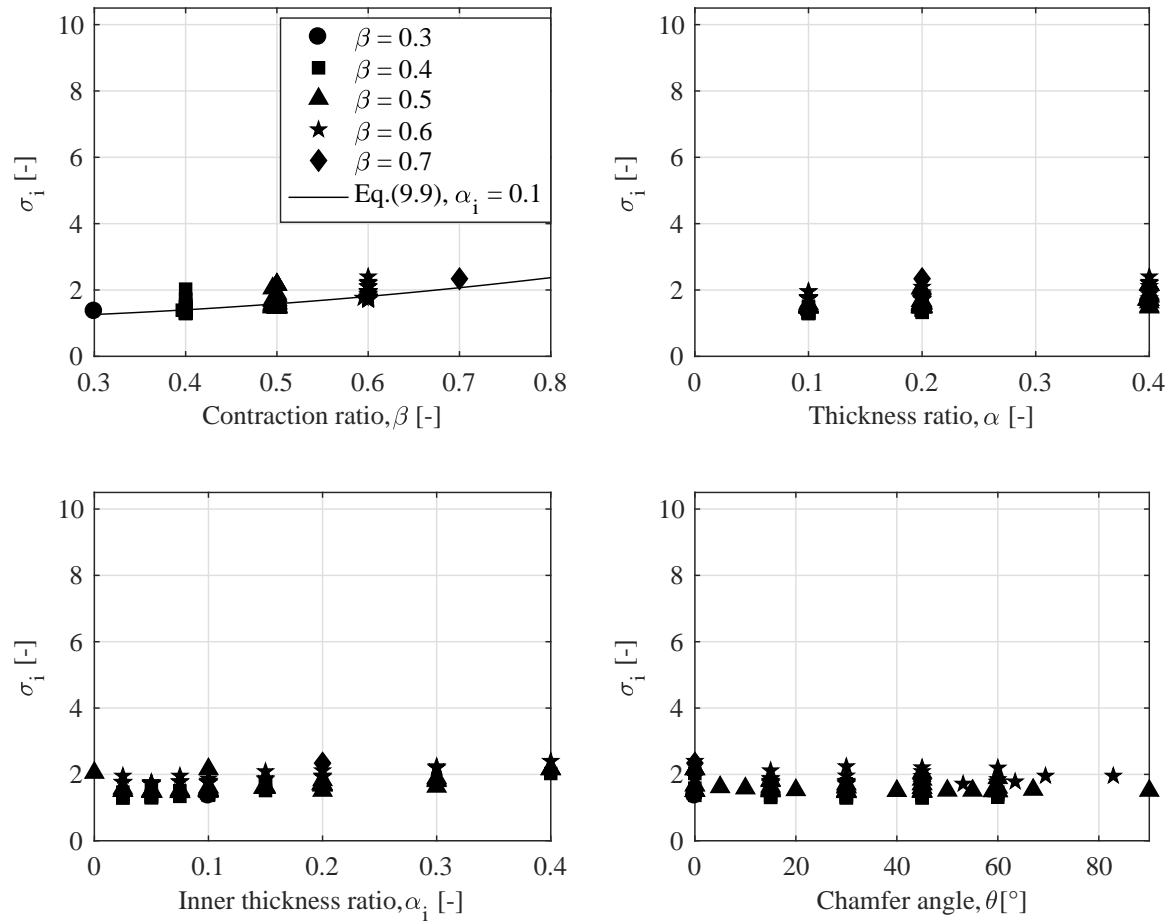 10
8
6
4
2
0
σi [-]
β = 0.3
β = 0.4
β = 0.5
β = 0.6
β = 0.7
Eq.(9.9), αi = 0.1
0.3 0.4 0.5 0.6 0.7 0.8
Contraction ratio, β [-]
10
8
6
4
2
0
σi [-]
0 0.1 0.2 0.3 0.4
Thickness ratio, α [-]
10
8
6
4
2
0
σi [-]
0 0.1 0.2 0.3 0.4
Inner thickness ratio, αi [-]
10
8
6
4
2
0
σi [-]
0 20 40 60 80
Chamfer angle, θ[°]